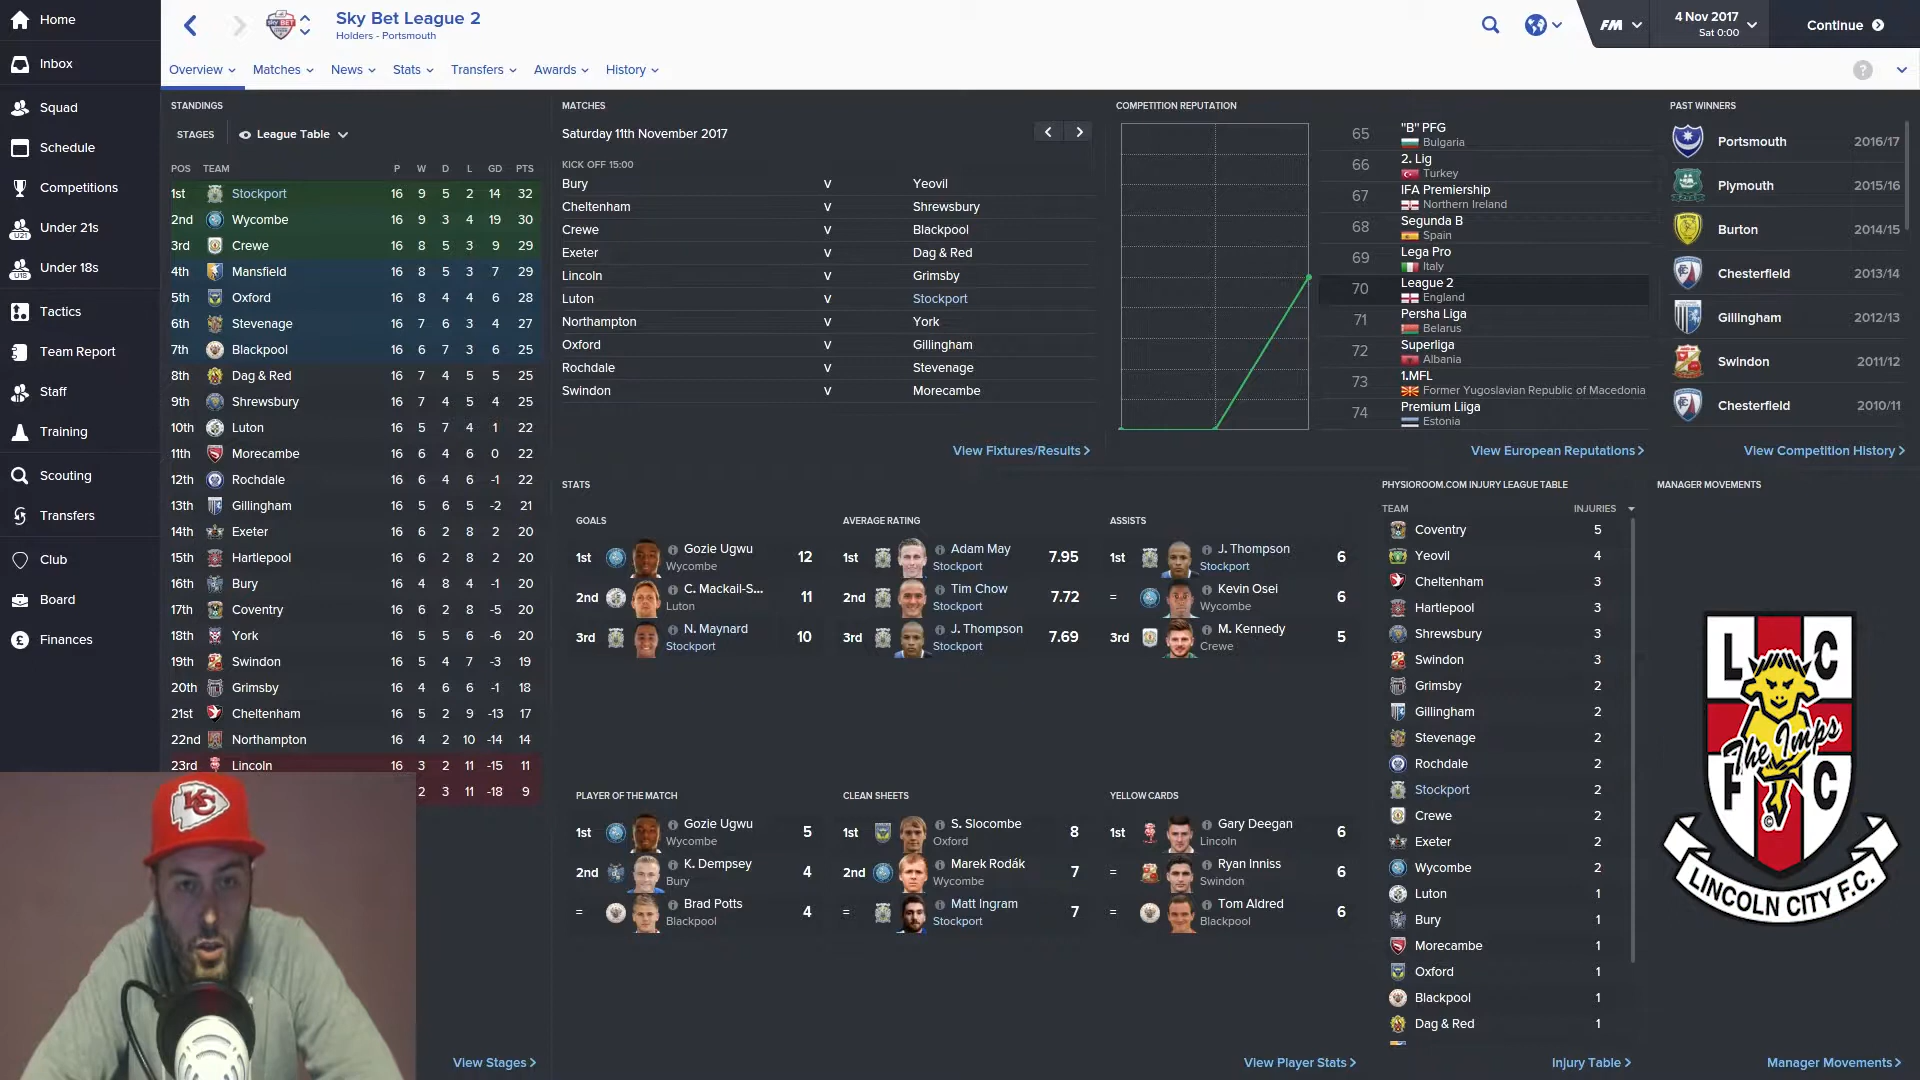 Home
Inbox
Squad
Schedule
Competitions
Under 21s
Under 18s
Tactics
Team Report
Staff
Training
Scouting
Transfers
Club
Board
Finances
Sky Bet League 2
Holders - Portsmouth
FM
4 Nov 2017
Sat 0:00
Continue
Overview Matches News Stats Transfers Awards History
?
STANDINGS
STAGES League Table
POS TEAM P W D L GD PTS
1st Stockport 16 9 5 2 14 32
2nd Wycombe 16 9 3 4 19 30
3rd Crewe 16 8 5 3 9 29
4th Mansfield 16 8 5 3 7 29
5th Oxford 16 8 4 4 6 28
6th Stevenage 16 7 6 3 4 27
7th Blackpool 16 6 7 3 6 25
8th Dag & Red 16 7 4 5 5 25
9th Shrewsbury 16 7 4 5 4 25
10th Luton 16 5 7 4 1 22
11th Morecambe 16 6 4 6 0 22
12th Rochdale 16 6 4 6 -1 22
13th Gillingham 16 5 6 5 -2 21
14th Exeter 16 6 2 8 2 20
15th Hartlepool 16 6 2 8 2 20
16th Bury 16 4 8 4 -1 20
17th Coventry 16 6 2 8 -5 20
18th York 16 5 5 6 -6 20
19th Swindon 16 5 4 7 -3 19
20th Grimsby 16 4 6 6 -1 18
21st Cheltenham 16 5 2 9 -13 17
22nd Northampton 16 4 2 10 -14 14
23rd Lincoln 16 3 2 11 -15 11
2 3 11 -18 9
KC
View Stages >
MATCHES
Saturday 11th November 2017
KICK OFF 15:00
Bury V Yeovil
Cheltenham V Shrewsbury
Crewe V Blackpool
Exeter V Dag & Red
Lincoln V Grimsby
Luton V Stockport
Northampton V York
Oxford V Gillingham
Rochdale V Stevenage
Swindon V Morecambe
View Fixtures/Results >
COMPETITION REPUTATION
65 "B" PFG
Bulgaria
66 2. Lig
Turkey
67 IFA Premiership
Northern Ireland
68 Segunda B
Spain
69 Lega Pro
Italy
70 League 2
England
71 Persha Liga
Belarus
72 Superliga
Albania
73 1.MFL
Former Yugoslavian Republic of Macedonia
74 Premium Liiga
Estonia
View European Reputations >
PAST WINNERS
Portsmouth 2016/17
Plymouth 2015/16
Burton 2014/15
Chesterfield 2013/14
Gillingham 2012/13
Swindon 2011/12
Chesterfield 2010/11
View Competition History >
STATS
GOALS
1st Gozie Ugwu 12
Wycombe
2nd C. Mackail-S... 11
Luton
3rd N. Maynard 10
Stockport
AVERAGE RATING
1st Adam May 7.95
Stockport
2nd Tim Chow 7.72
Stockport
3rd J. Thompson 7.69
Stockport
ASSISTS
1st J. Thompson 6
Stockport
= Kevin Osei 6
Wycombe
3rd M. Kennedy 5
Crewe
PLAYER OF THE MATCH
1st Gozie Ugwu 5
Wycombe
2nd K. Dempsey 4
Bury
= Brad Potts 4
Blackpool
CLEAN SHEETS
1st S. Slocombe 8
Oxford
2nd Marek Rodák 7
Wycombe
= Matt Ingram 7
Stockport
YELLOW CARDS
1st Gary Deegan 6
Lincoln
= Ryan Inniss 6
Swindon
= Tom Aldred 6
Blackpool
View Player Stats >
PHYSIOROOM.COM INJURY LEAGUE TABLE
TEAM INJURIES
Coventry 5
Yeovil 4
Cheltenham 3
Hartlepool 3
Shrewsbury 3
Swindon 3
Grimsby 2
Gillingham 2
Stevenage 2
Rochdale 2
Stockport 2
Crewe 2
Exeter 2
Wycombe 2
Luton 1
Bury 1
Morecambe 1
Oxford 1
Blackpool 1
Dag & Red 1
Injury Table >
MANAGER MOVEMENTS
L C
The Imps
F C
©
LINCOLN CITY F.C.
Manager Movements >